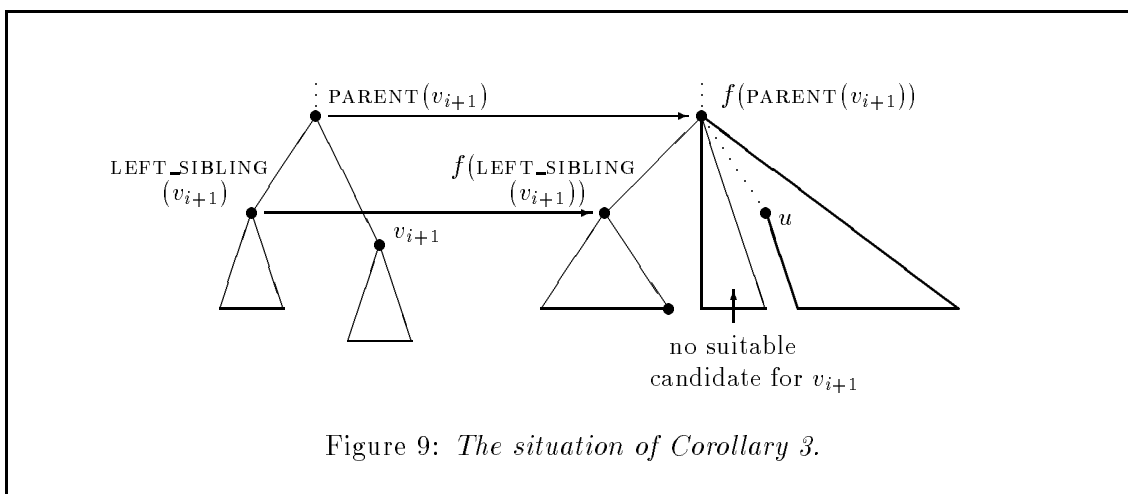 PARENT(v_{i+1})
f(PARENT(v_{i+1}))
LEFT_SIBLING
(v_{i+1})
f(LEFT_SIBLING
(v_{i+1}))
v_{i+1}
u
no suitable
candidate for v_{i+1}
Figure 9: The situation of Corollary 3.